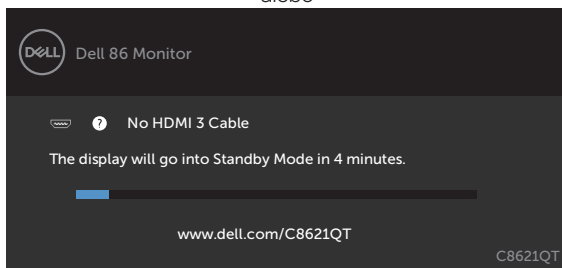 alebo
DELL
Dell 86 Monitor
? No HDMI 3 Cable
The display will go into Standby Mode in 4 minutes.
www.dell.com/C8621QT
C8621QT